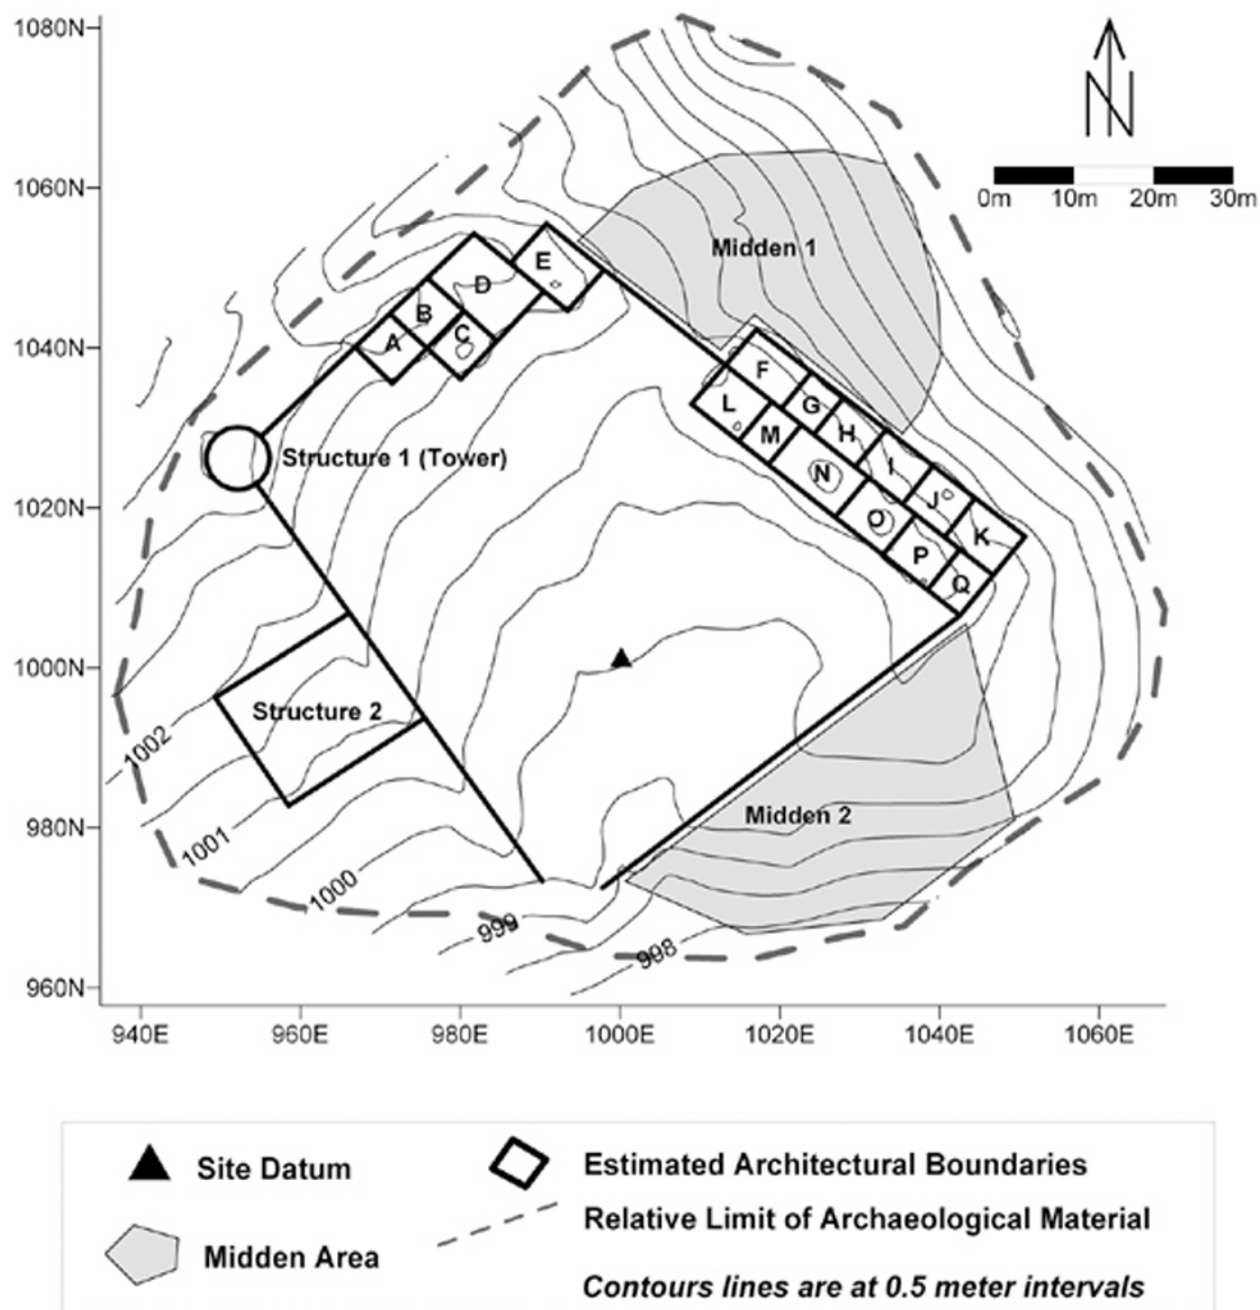 1080N
1060N
1040N
1020N
1000N
980N
960N
940E 960E 980E 1000E 1020E 1040E 1060E
N
0m 10m 20m 30m
Midden 1
E
D
B
C
A
F
G
L
H
M
I
N
J
O
K
P
Q
Structure 1 (Tower)
Structure 2
Midden 2
1002
1001
1000
999
998
Site Datum
Estimated Architectural Boundaries
Relative Limit of Archaeological Material
Midden Area
Contours lines are at 0.5 meter intervals